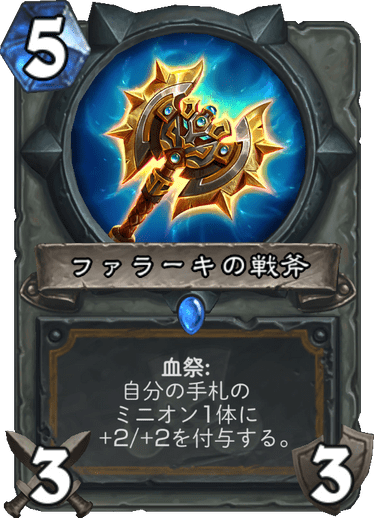 5
ファラーキの戦斧
血祭:
自分の手札の
ミニオン1体に
+2/+2を付与する。
3
3